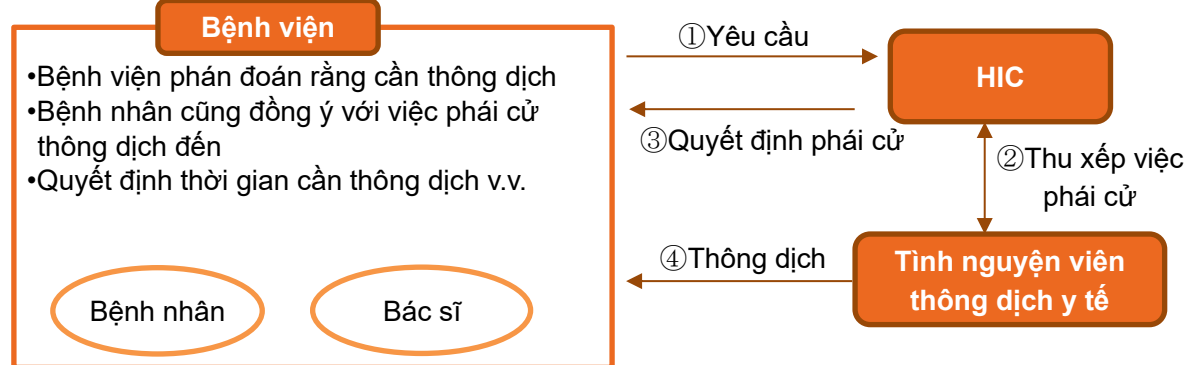 Bệnh viện
•Bệnh viện phán đoán rằng cần thông dịch
•Bệnh nhân cũng đồng ý với việc phái cử
thông dịch đến
•Quyết định thời gian cần thông dịch v.v.
Bệnh nhân
Bác sĩ
①Yêu cầu
HIC
③Quyết định phái cử
②Thu xếp việc
phái cử
④Thông dịch
Tình nguyện viên
thông dịch y tế